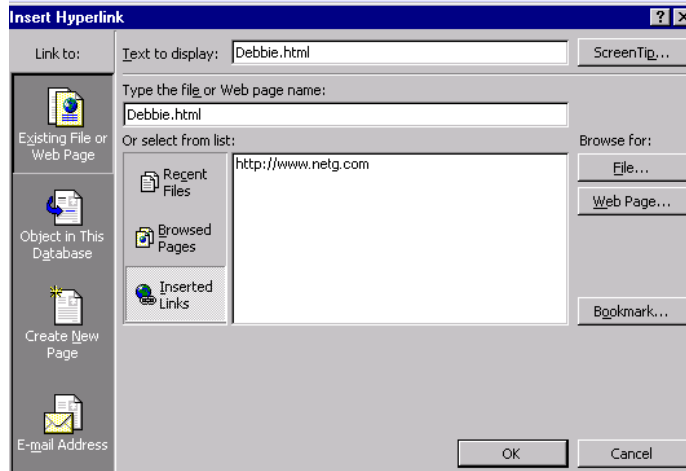 Insert Hyperlink
Link to:
Text to display:
Debbie.html
ScreenTip...
Existing File or
Web Page
Type the file or Web page name:
Debbie.html
Or select from list:
Browse for:
Recent
Files
http://www.netg.com
File...
Web Page...
Object in This
Database
Browsed
Pages
Inserted
Links
Bookmark...
Create New
Page
E-mail Address
OK
Cancel